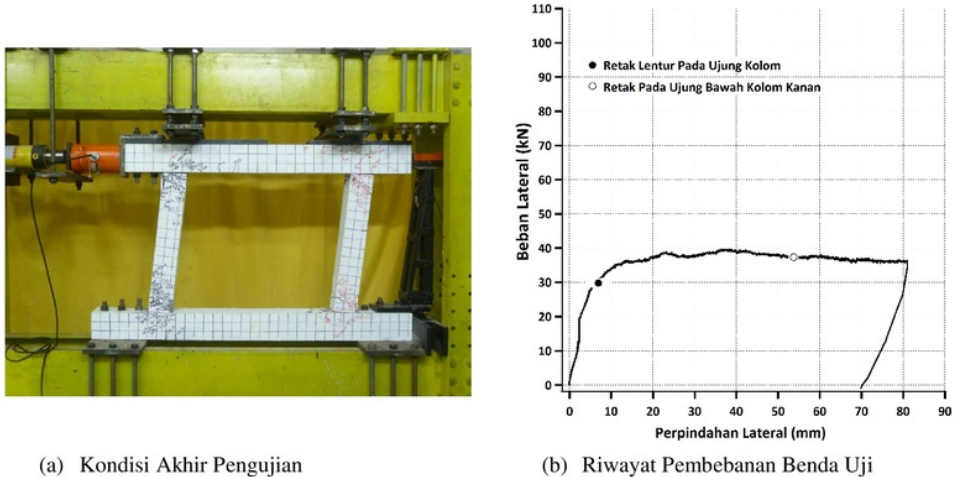 110
100
90
80
70
60
50
40
30
20
10
0
Beban Lateral (kN)
Retak Lentur Pada Ujung Kolom
Retak Pada Ujung Bawah Kolom Kanan
0 10 20 30 40 50 60 70 80 90
Perpindahan Lateral (mm)
(a) Kondisi Akhir Pengujian
(b) Riwayat Pembebanan Benda Uji